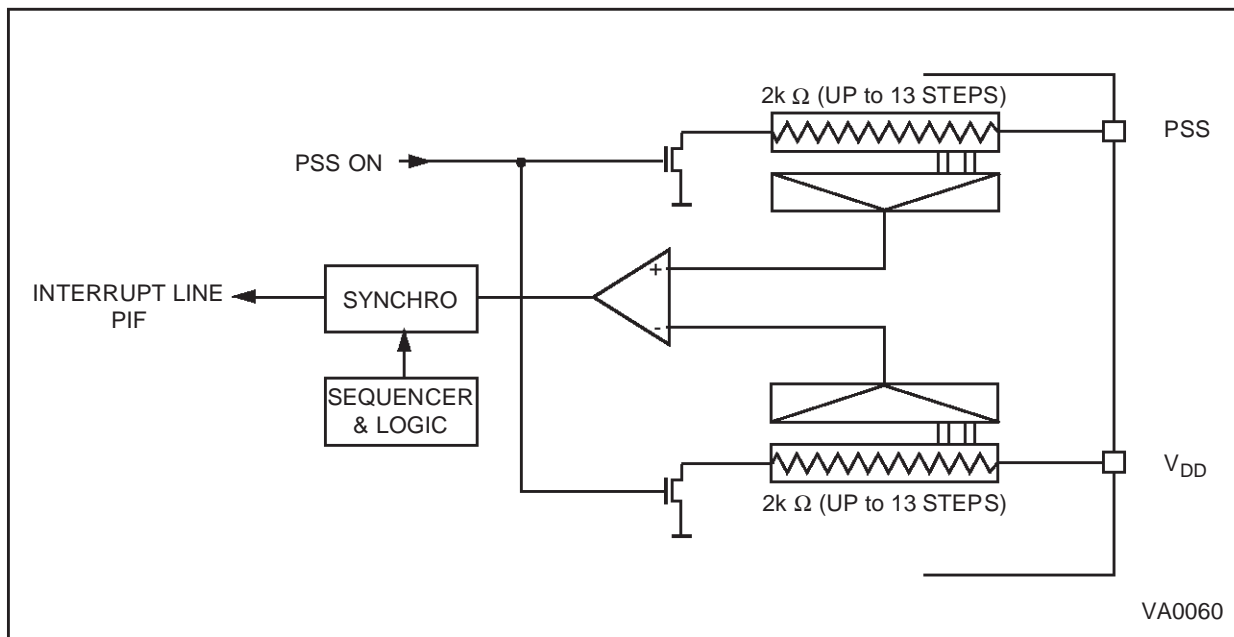 2k Ω (UP to 13 STEPS)
PSS
PSS ON
+
INTERRUPT LINE
PIF
SYNCHRO
-
SEQUENCER
& LOGIC
VDD
2k Ω (UP to 13 STEPS)
VA0060